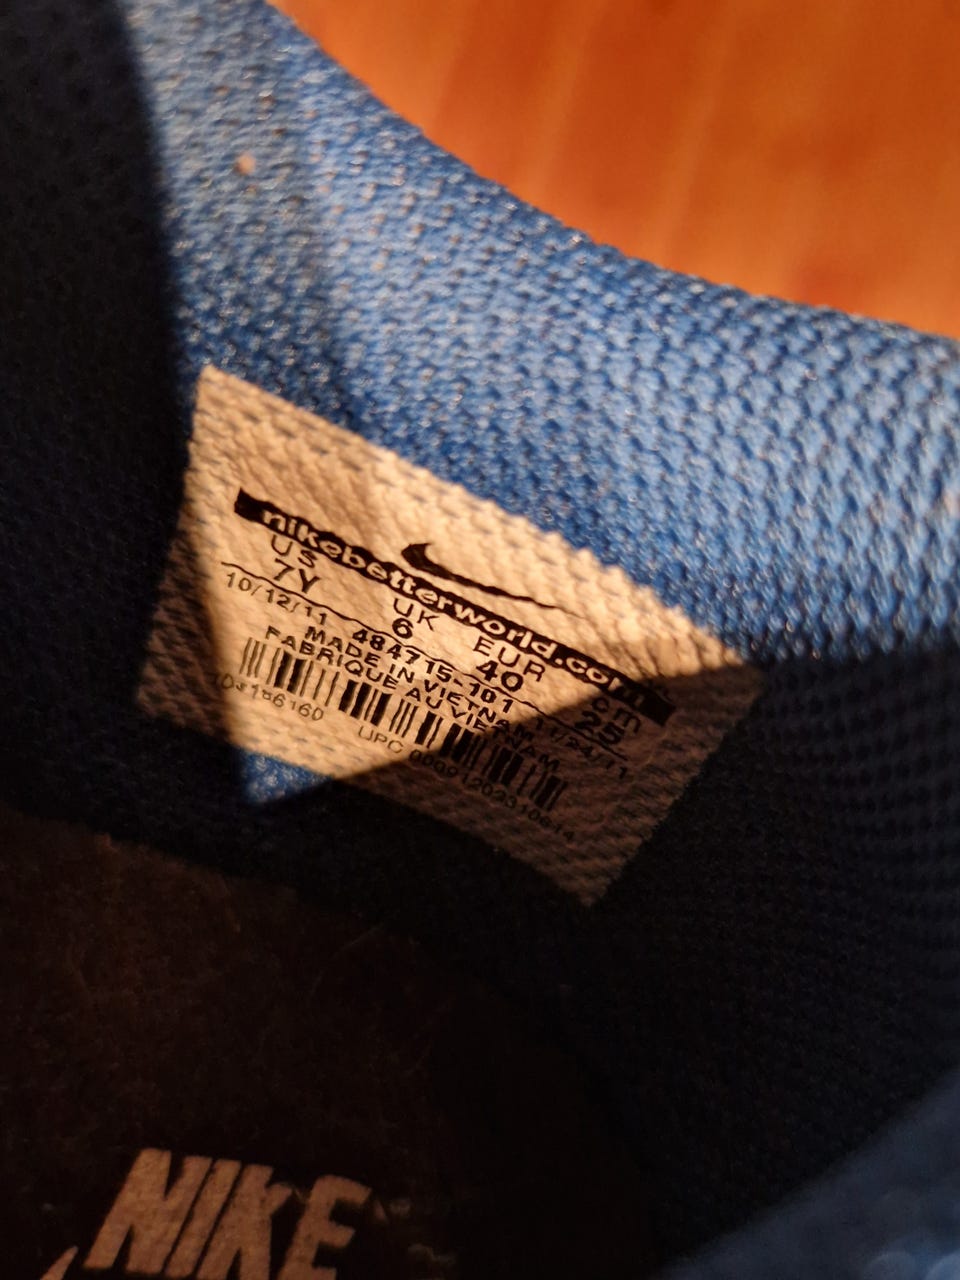 nikebetterworld.com
US UK EUR cm
7Y 6 40 25
10/12/11 484715-101 11/24/11
MADE IN VIETNAM
FABRIQUE AU VIETNAM
UPC
NIKE